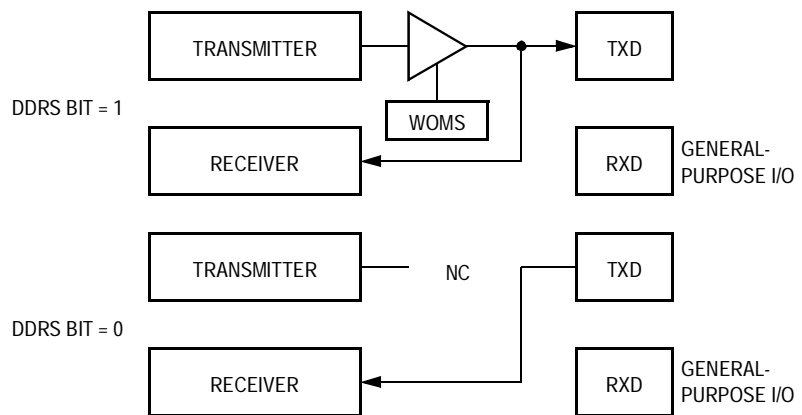 TRANSMITTER
TXD
DDRS BIT = 1
WOMS
RECEIVER
RXD
GENERAL-
PURPOSE I/O
TRANSMITTER
NC
TXD
DDRS BIT = 0
RECEIVER
RXD
GENERAL-
PURPOSE I/O